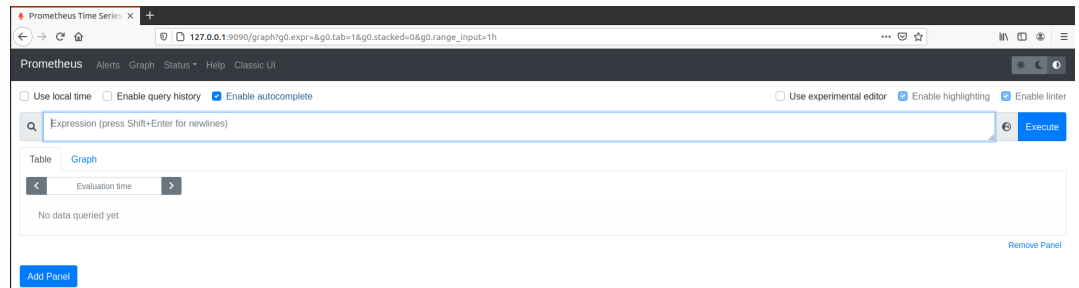 Prometheus Time Series
127.0.0.1:9090/graph?g0.expr=&g0.tab=1&g0.stacked=0&g0.range_input=1h
Prometheus Alerts Graph Status Help Classic UI
Use local time Enable query history Enable autocomplete Use experimental editor Enable highlighting Enable linter
Expression (press Shift+Enter for newlines) Execute
Table Graph
Evaluation time
No data queried yet
Remove Panel
Add Panel